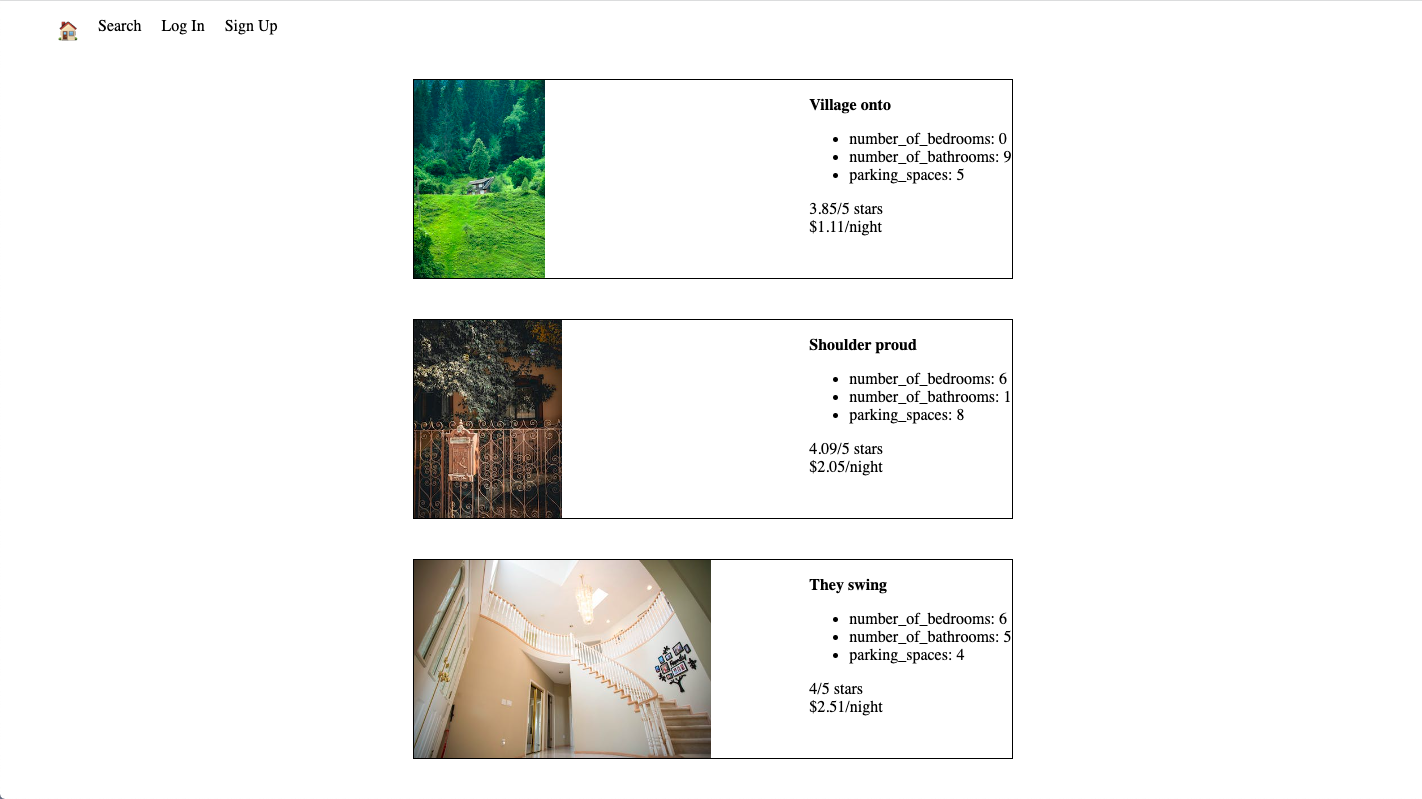 Search Log In Sign Up
Village onto
number_of_bedrooms: 0
number_of_bathrooms: 9
parking_spaces: 5
3.85/5 stars
$1.11/night
Shoulder proud
number_of_bedrooms: 6
number_of_bathrooms: 1
parking_spaces: 8
4.09/5 stars
$2.05/night
They swing
number_of_bedrooms: 6
number_of_bathrooms: 5
parking_spaces: 4
4/5 stars
$2.51/night